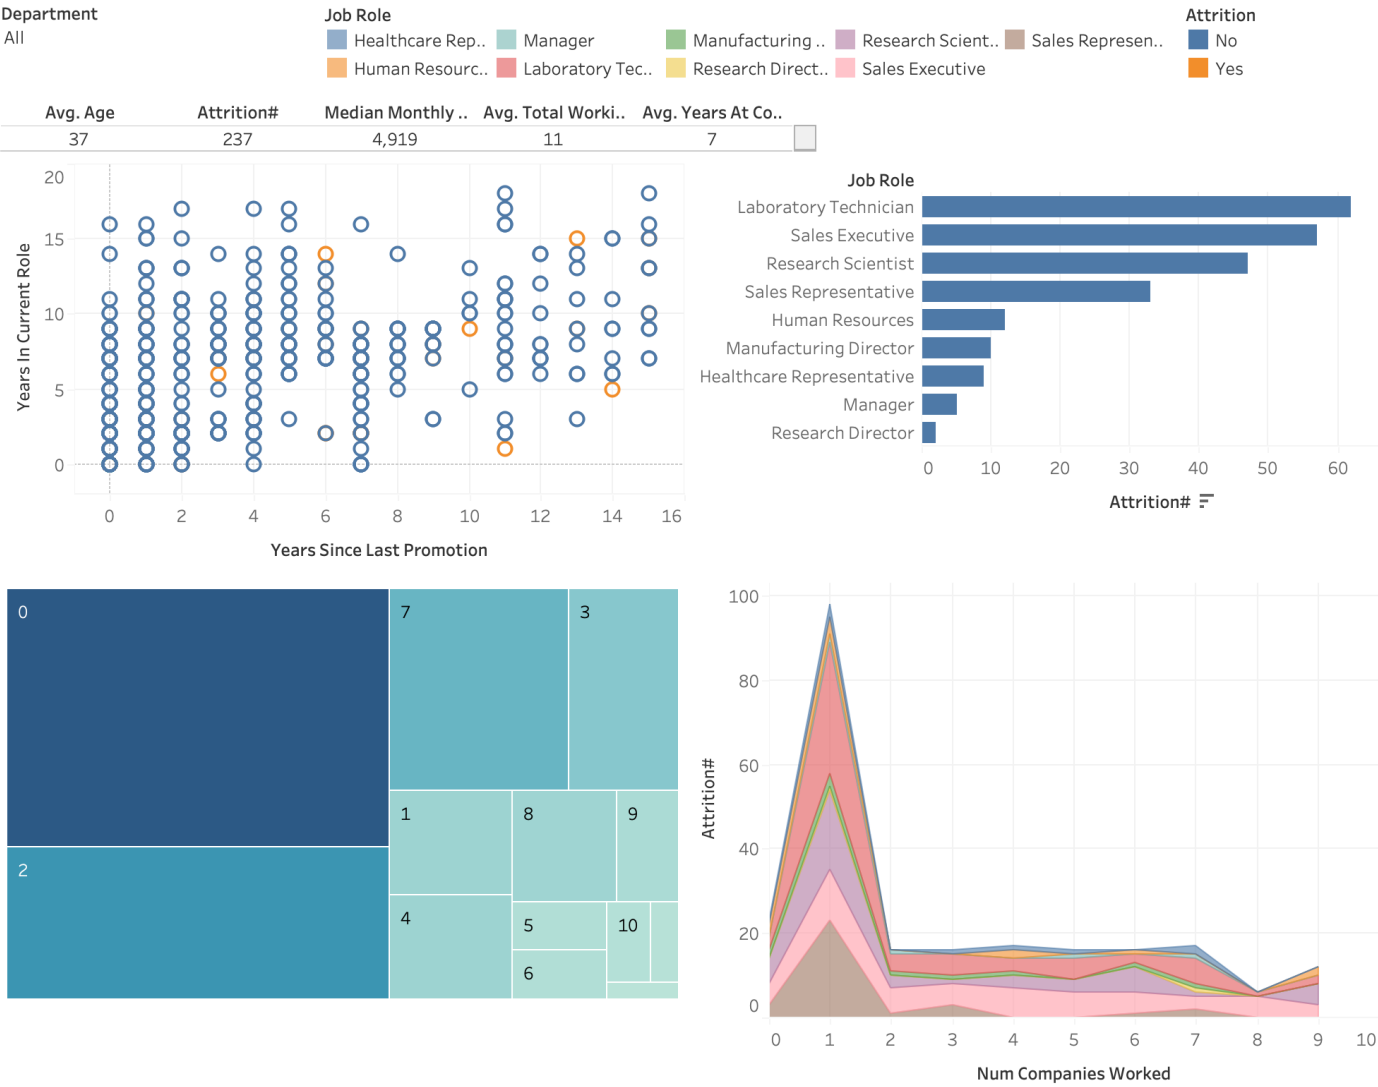 Department
All
Job Role
Healthcare Rep..
Manager
Manufacturing ..
Research Scient..
Sales Represen..
Human Resourc..
Laboratory Tec..
Research Direct..
Sales Executive
Attrition
No
Yes
Avg. Age
Attrition#
Median Monthly ..
Avg. Total Worki..
Avg. Years At Co..
37
237
4,919
11
7
Years In Current Role
20
15
10
5
0
0 2 4 6 8 10 12 14 16
Years Since Last Promotion
Job Role
Laboratory Technician
Sales Executive
Research Scientist
Sales Representative
Human Resources
Manufacturing Director
Healthcare Representative
Manager
Research Director
0 10 20 30 40 50 60
Attrition#
0
7
3
1
8
9
2
4
5
10
6
Attrition#
100
80
60
40
20
0
0 1 2 3 4 5 6 7 8 9 10
Num Companies Worked